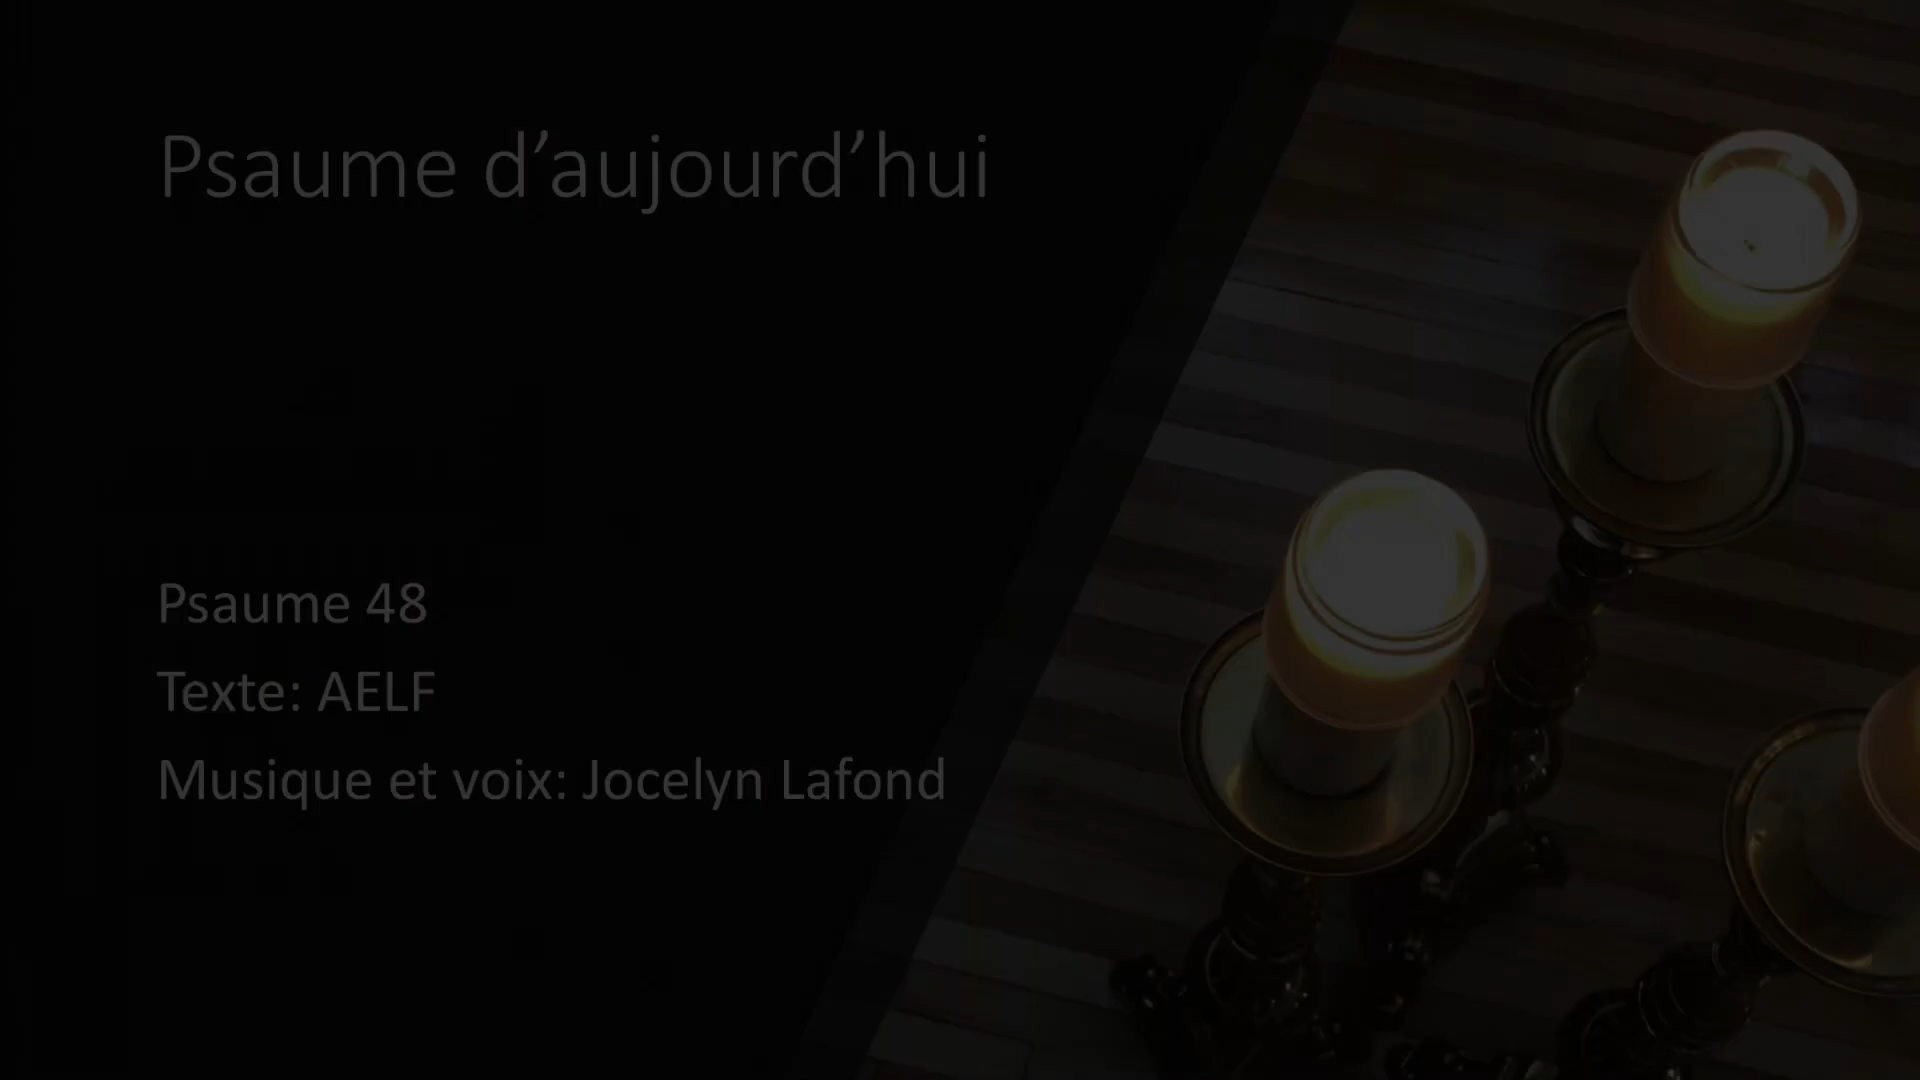 Psaume d’aujourd’hui
Psaume 48
Texte: AELF
Musique et voix: Jocelyn Lafond